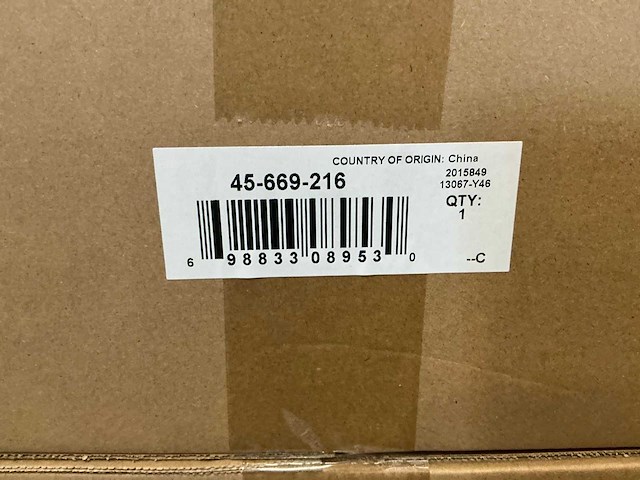 COUNTRY OF ORIGIN: China
45-669-216
2015849
13067-Y46
QTY:
1
6 98833 08953 0
--C